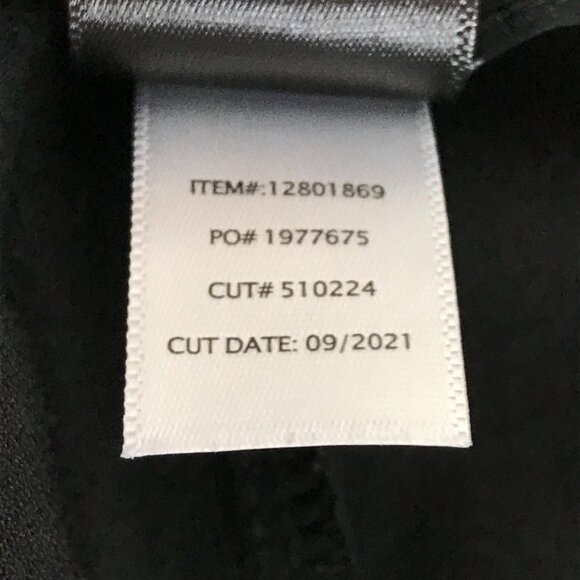 ITEM#:12801869
PO# 1977675
CUT# 510224
CUT DATE: 09/2021